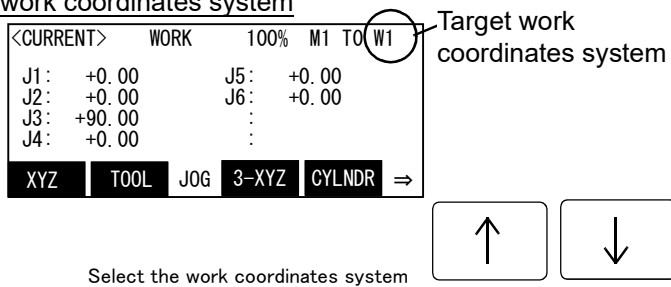 work coordinates system
Target work
coordinates system
<CURRENT> WORK 100% M1 T0 W1
J1: +0.00 J5: +0.00
J2: +0.00 J6: +0.00
J3: +90.00 :
J4: +0.00 :
XYZ TOOL JOG 3-XYZ CYLNDR ⇒
↑ ↓
Select the work coordinates system